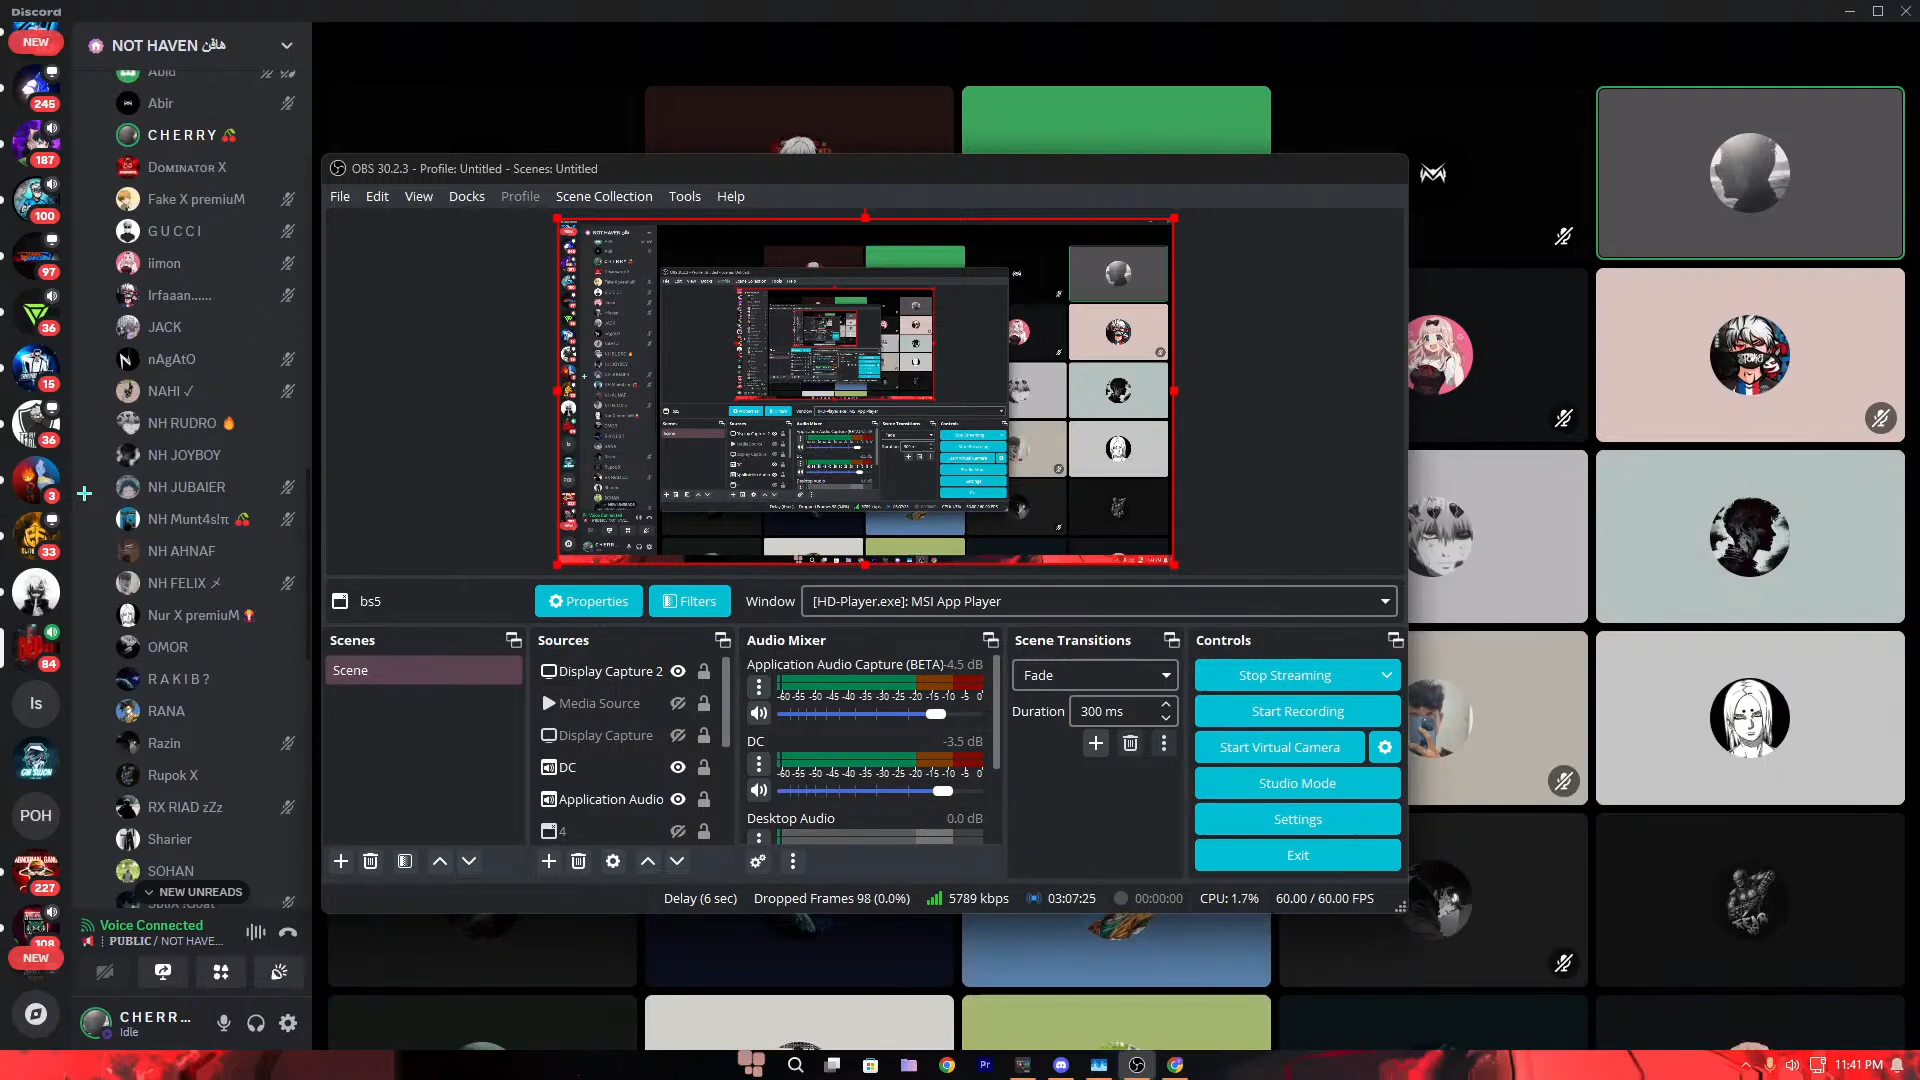 Discord
NEW
245
187
100
97
36
15
36
3
33
84
Is
POH
227
108
NEW
NOT HAVEN هافن
Abid
Abir
C H E R R Y 🍒
DOMINATOR X
Fake X premiuM
G U C C I
iimon
Irfaaan......
JACK
nAgAtO
NAHI ✓
NH RUDRO 🔥
NH JOYBOY
NH JUBAIER
NH Munt4s!π 🍒
NH AHNAF
NH FELIX メ
Nur X premiuM
OMOR
R A K I B ?
RANA
Razin
Rupok X
RX RIAD zZz
Sharier
SOHAN
NEW UNREADS
Voice Connected
PUBLIC / NOT HAVE...
C H E R R ...
Idle
OBS 30.2.3 - Profile: Untitled - Scenes: Untitled
File Edit View Docks Profile Scene Collection Tools Help
bs5 Properties Filters Window [HD-Player.exe]: MSI App Player
Scenes
Scene
Sources
Display Capture 2
Media Source
Display Capture
DC
Application Audio
4
Audio Mixer
Application Audio Capture (BETA) -4.5 dB
-60 -55 -50 -45 -40 -35 -30 -25 -20 -15 -10 -5 0
DC -3.5 dB
-60 -55 -50 -45 -40 -35 -30 -25 -20 -15 -10 -5 0
Desktop Audio 0.0 dB
Scene Transitions
Fade
Duration 300 ms
Controls
Stop Streaming
Start Recording
Start Virtual Camera
Studio Mode
Settings
Exit
Delay (6 sec) Dropped Frames 98 (0.0%) 5789 kbps 03:07:25 00:00:00 CPU: 1.7% 60.00 / 60.00 FPS
Pr
11:41 PM